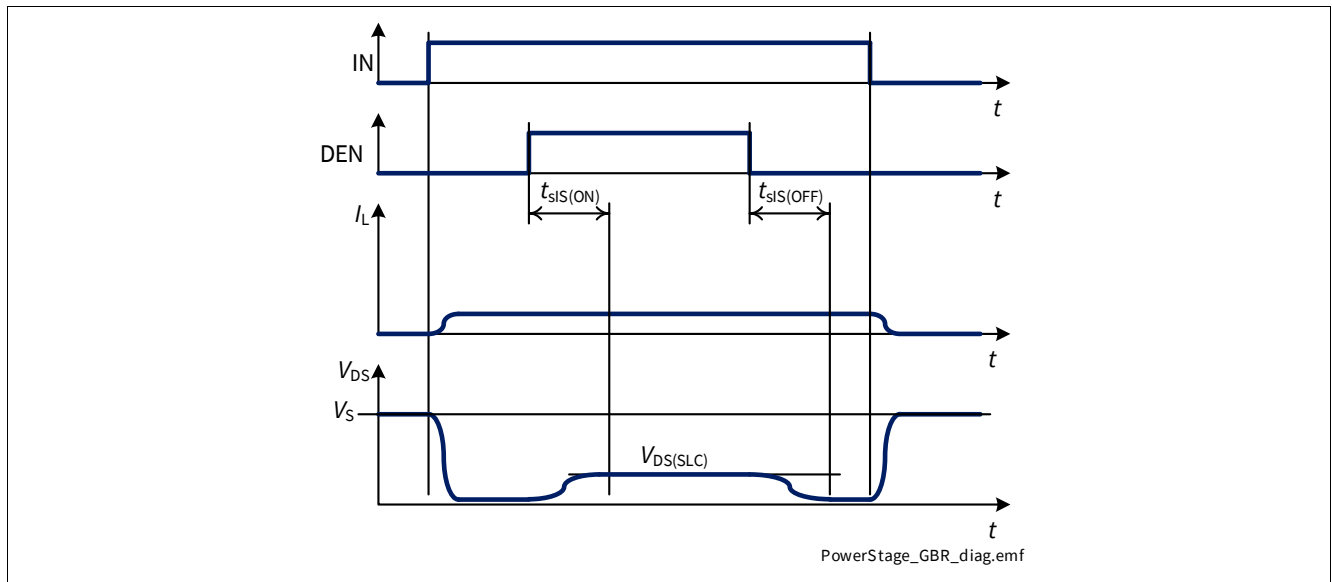 IN
t
DEN
t
tsIS(ON)
tsIS(OFF)
IL
t
VDS
VS
VDS(SLC)
t
PowerStage_GBR_diag.emf